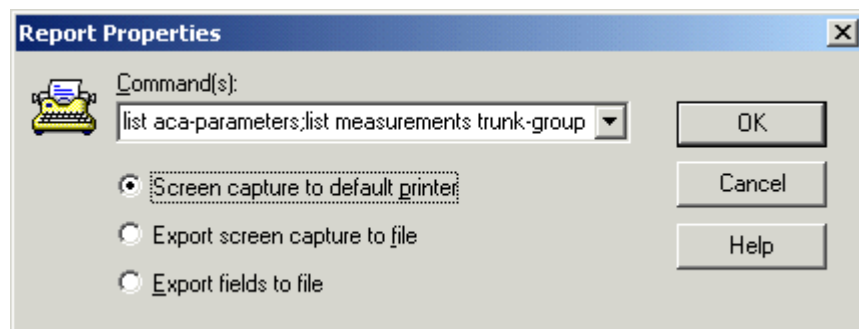 Report Properties
Command(s):
list aca-parameters;list measurements trunk-group
OK
Screen capture to default printer
Cancel
Export screen capture to file
Help
Export fields to file